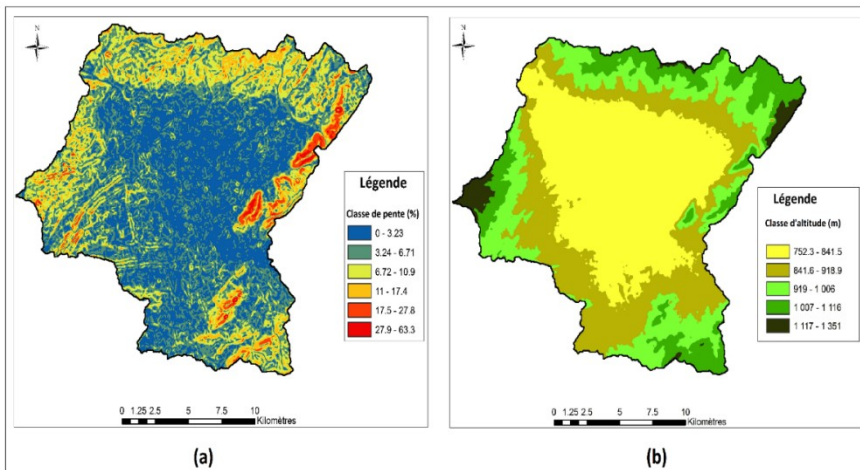 N
Légende
Classe de pente (%)
0 - 3.23
3.24 - 6.71
6.72 - 10.9
11 - 17.4
17.5 - 27.8
27.9 - 63.3
0 1.25 2.5 5 7.5 10
Kilomètres
(a)
N
Légende
Classe d'altitude (m)
752.3 - 841.5
841.6 - 918.9
919 - 1 006
1 007 - 1 116
1 117 - 1 351
0 1.25 2.5 5 7.5 10
Kilomètres
(b)